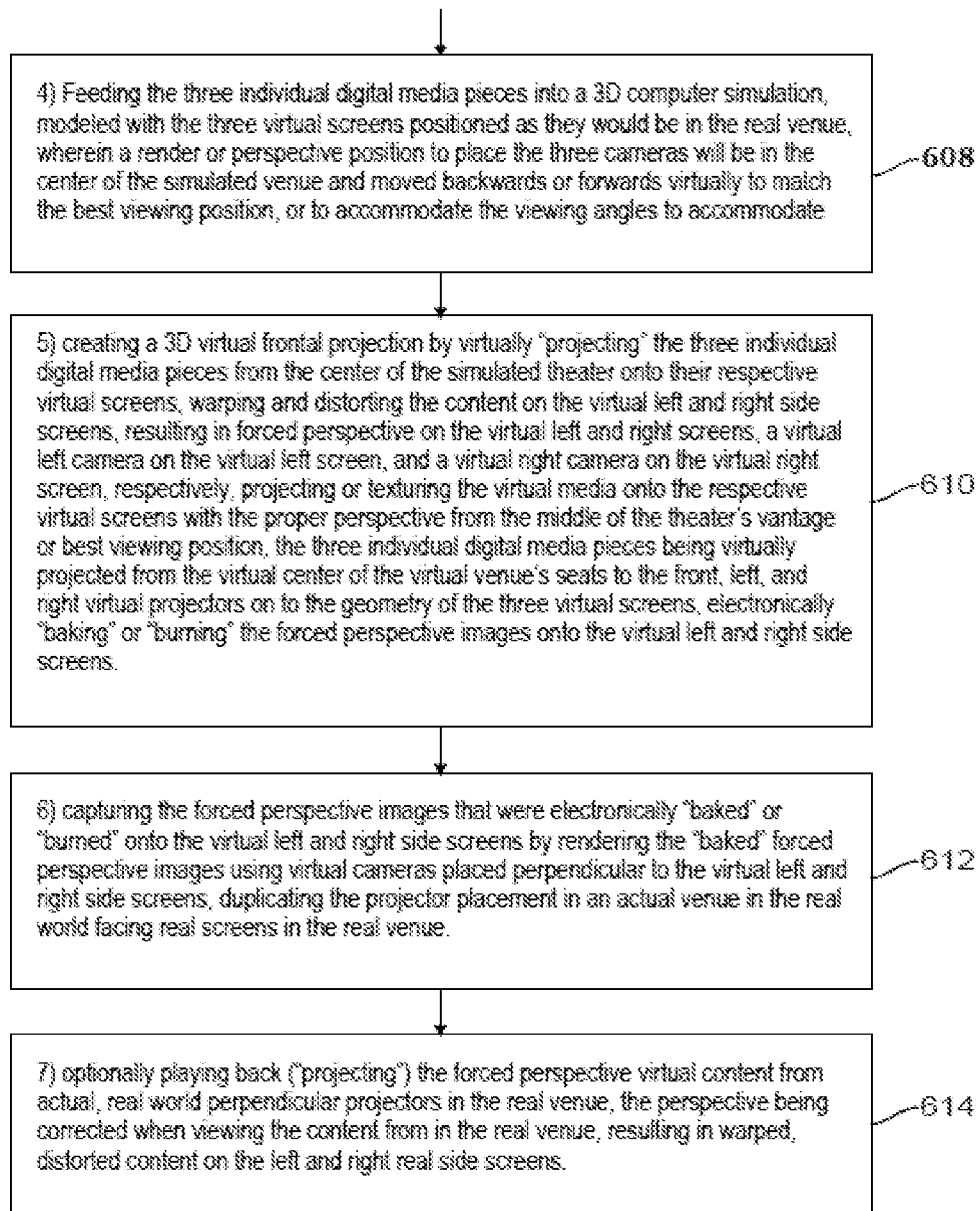 4) Feeding the three individual digital media pieces into a 3D computer simulation,
modeled with the three virtual screens positioned as they would be in the real venue,
wherein a render or perspective position to place the three cameras will be in the
center of the simulated venue and moved backwards or forwards virtually to match
the best viewing position, or to accommodate the viewing angles to accommodate
608
5) creating a 3D virtual frontal projection by virtually "projecting" the three individual
digital media pieces from the center of the simulated theater onto their respective
virtual screens, warping and distorting the content on the virtual left and right side
screens, resulting in forced perspective on the virtual left and right screens, a virtual
left camera on the virtual left screen, and a virtual right camera on the virtual right
screen, respectively, projecting or texturing the virtual media onto the respective
virtual screens with the proper perspective from the middle of the theater's vantage
or best viewing position, the three individual digital media pieces being virtually
projected from the virtual center of the virtual venue's seats to the front, left, and
right virtual projectors on to the geometry of the three virtual screens, electronically
"baking" or "burning" the forced perspective images onto the virtual left and right side
screens.
610
6) capturing the forced perspective images that were electronically "baked" or
"burned" onto the virtual left and right side screens by rendering the "baked" forced
perspective images using virtual cameras placed perpendicular to the virtual left and
right side screens, duplicating the projector placement in an actual venue in the real
world facing real screens in the real venue.
612
7) optionally playing back ("projecting") the forced perspective virtual content from
actual, real world perpendicular projectors in the real venue, the perspective being
corrected when viewing the content from in the real venue, resulting in warped,
distorted content on the left and right real side screens.
614